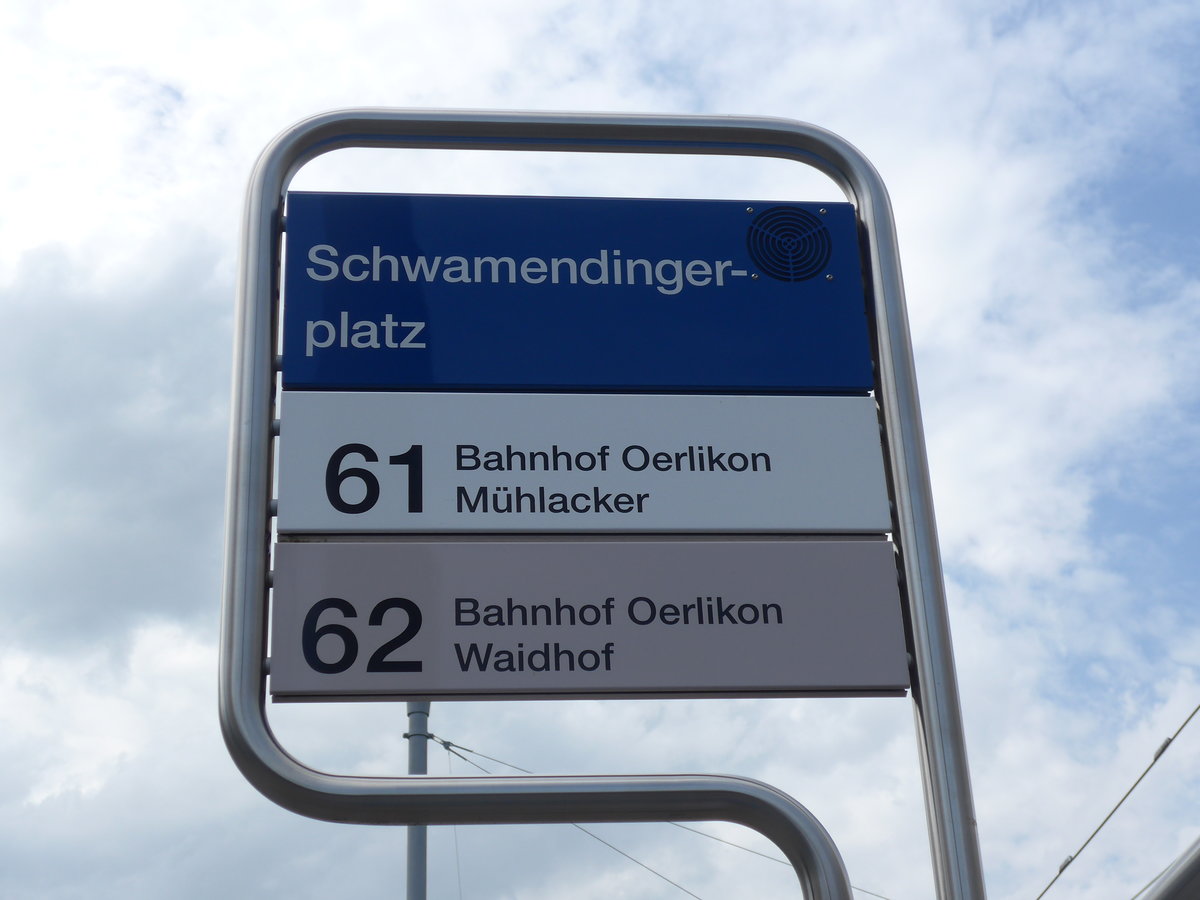 Schwamendinger-
platz
61 Bahnhof Oerlikon
Mühlacker
62 Bahnhof Oerlikon
Waidhof